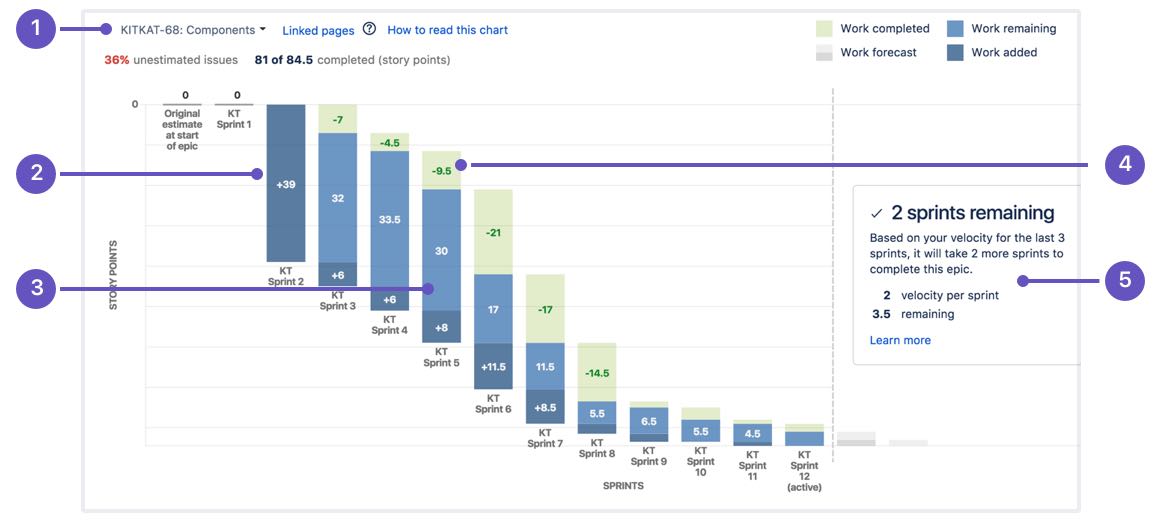 1
KITKAT-68: Components
Linked pages
?
How to read this chart
Work completed
Work remaining
Work forecast
Work added
36% unestimated issues
81 of 84.5 completed (story points)
0
0
0
Original
estimate
at start
of epic
KT
Sprint 1
2
+39
KT
Sprint 2
-7
32
+6
KT
Sprint 3
-4.5
33.5
+6
KT
Sprint 4
-9.5
30
+8
KT
Sprint 5
-21
17
+11.5
KT
Sprint 6
-17
11.5
+8.5
KT
Sprint 7
-14.5
5.5
KT
Sprint 8
6.5
KT
Sprint 9
5.5
KT
Sprint
10
4.5
KT
Sprint
11
KT
Sprint
12
(active)
STORY POINTS
3
SPRINTS
4
2 sprints remaining
Based on your velocity for the last 3
sprints, it will take 2 more sprints to
complete this epic.
2 velocity per sprint
3.5 remaining
Learn more
5